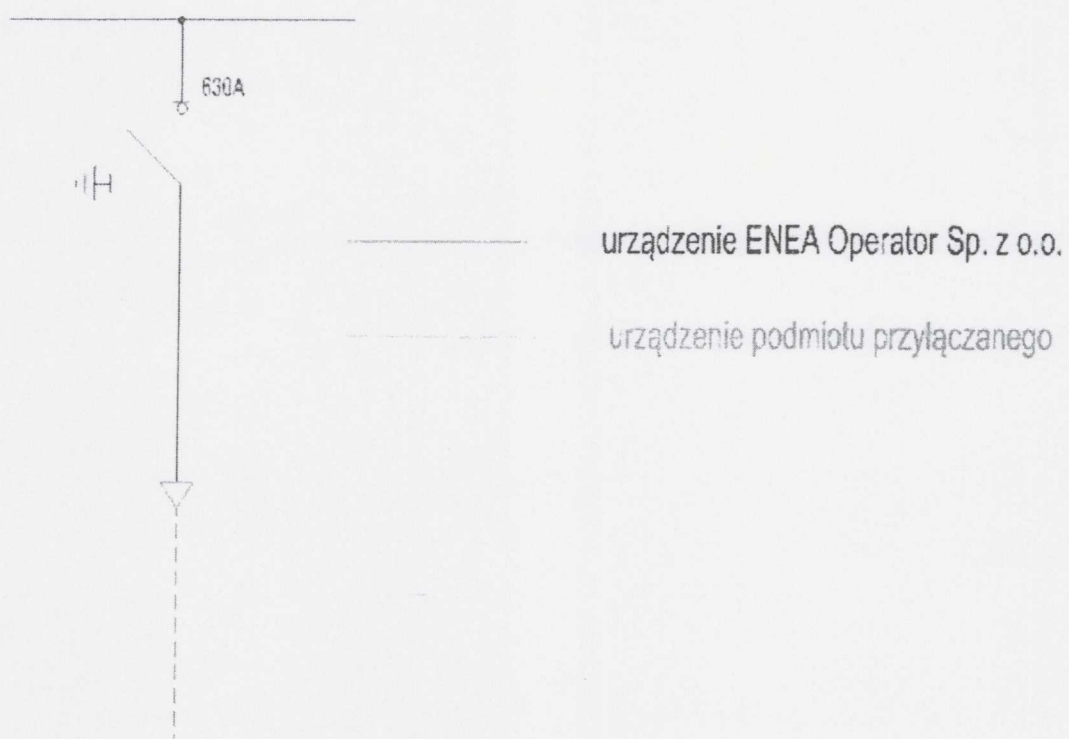 630A
urządzenie ENEA Operator Sp. z o.o.
urządzenie podmiotu przyłączanego